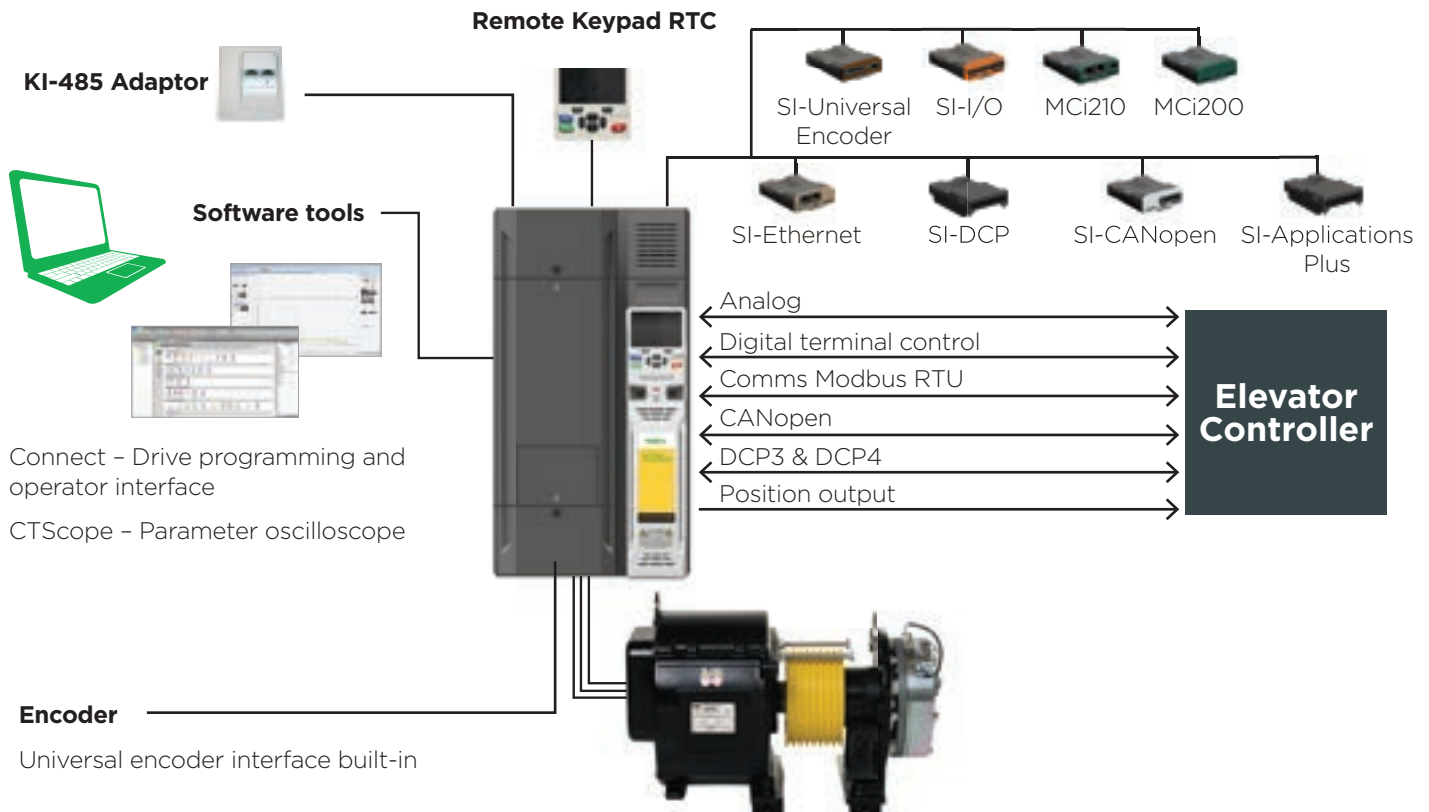 Remote Keypad RTC
KI-485 Adaptor
SI-Universal
Encoder
SI-I/O
MCi210
MCi200
Software tools
SI-Ethernet
SI-DCP
SI-CANopen
SI-Applications
Plus
Analog
Digital terminal control
Comms Modbus RTU
CANopen
DCP3 & DCP4
Position output
Elevator
Controller
Connect – Drive programming and
operator interface
CTScope – Parameter oscilloscope
Encoder
Universal encoder interface built-in